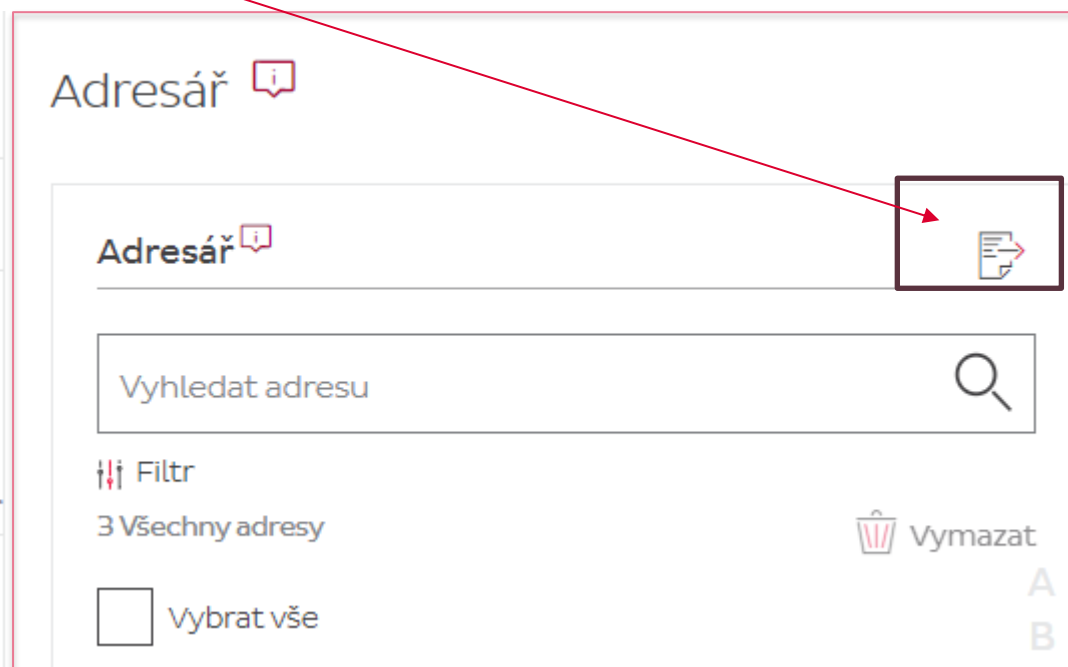 Adresář
Adresář
Vyhledat adresu
Filtr
3 Všechny adresy
Vymazat
A
B
Vybrat vše